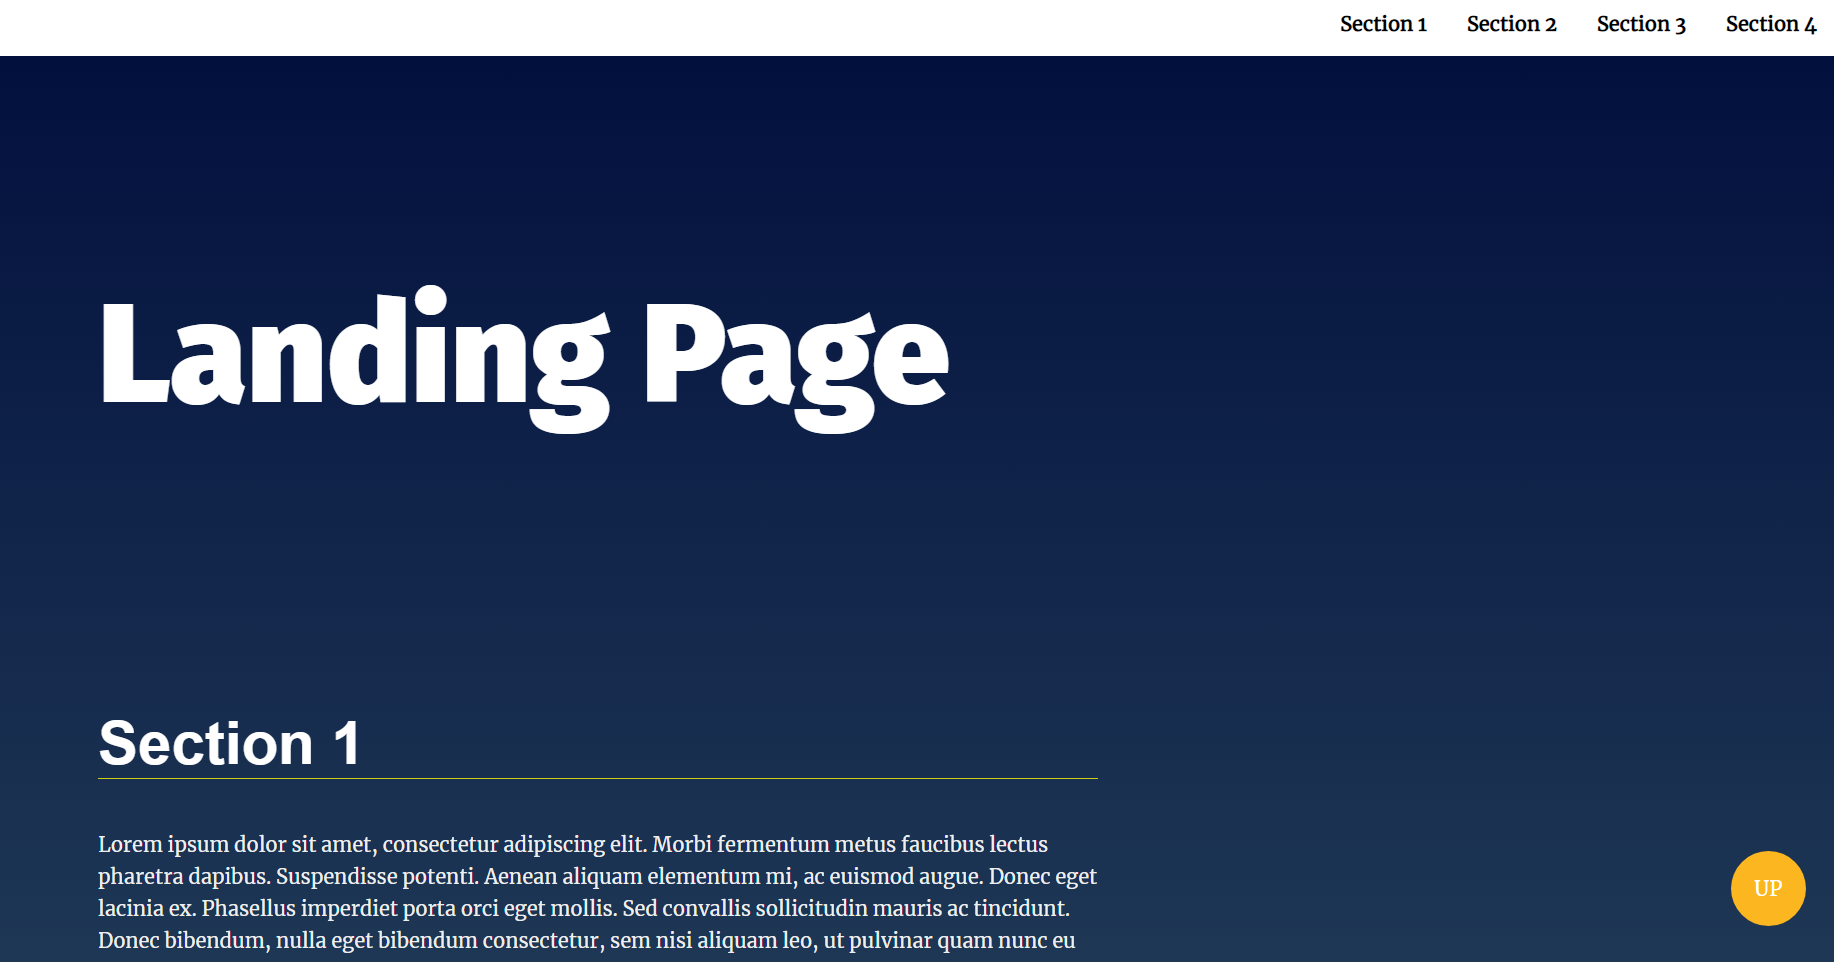 Section 1 Section 2 Section 3 Section 4
Landing Page
Section 1
Lorem ipsum dolor sit amet, consectetur adipiscing elit. Morbi fermentum metus faucibus lectus
pharetra dapibus. Suspendisse potenti. Aenean aliquam elementum mi, ac euismod augue. Donec eget
lacinia ex. Phasellus imperdiet porta orci eget mollis. Sed convallis sollicitudin mauris ac tincidunt.
Donec bibendum, nulla eget bibendum consectetur, sem nisi aliquam leo, ut pulvinar quam nunc eu
UP